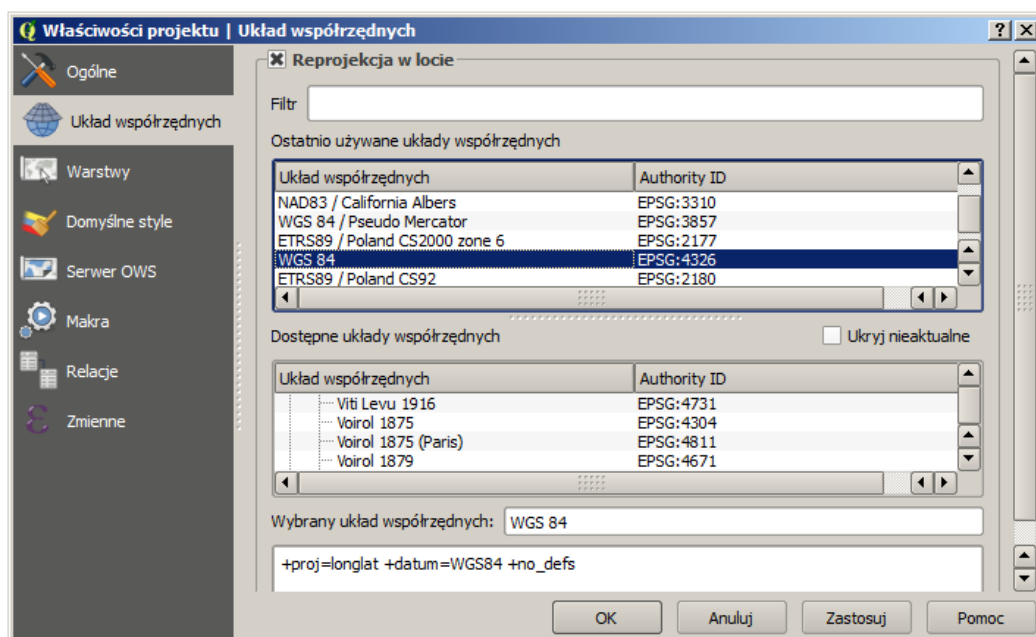 Właściwości projektu | Układ współrzędnych
Ogólne
Układ współrzędnych
Warstwy
Domyślne style
Serwer OWS
Makra
Relacje
Zmienne
Reprojekcja w locie
Filtr
Ostatnio używane układy współrzędnych
Układ współrzędnych Authority ID
NAD83 / California Albers EPSG:3310
WGS 84 / Pseudo Mercator EPSG:3857
ETRS89 / Poland CS2000 zone 6 EPSG:2177
WGS 84 EPSG:4326
ETRS89 / Poland CS92 EPSG:2180
Dostępne układy współrzędnych Ukryj nieaktualne
Układ współrzędnych Authority ID
Viti Levu 1916 EPSG:4731
Voirol 1875 EPSG:4304
Voirol 1875 (Paris) EPSG:4811
Voirol 1879 EPSG:4671
Wybrany układ współrzędnych: WGS 84
+proj=longlat +datum=WGS84 +no_defs
OK Anuluj Zastosuj Pomoc